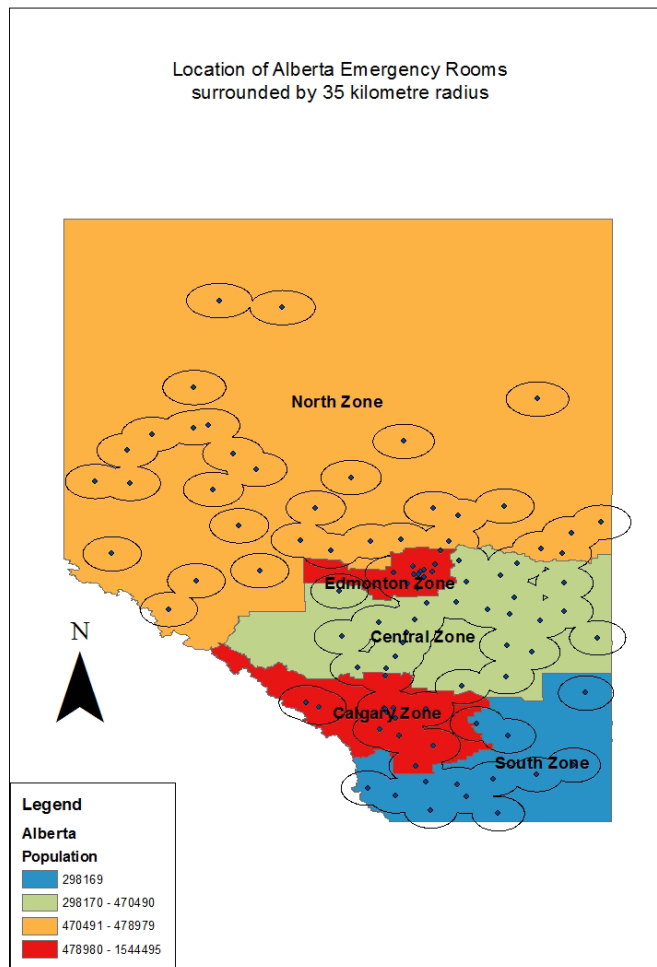 Location of Alberta Emergency Rooms
surrounded by 35 kilometre radius
North Zone
Edmonton Zone
Central Zone
N
Calgary Zone
South Zone
Legend
Alberta
Population
298169
298170 - 470490
470491 - 478979
478980 - 1544495